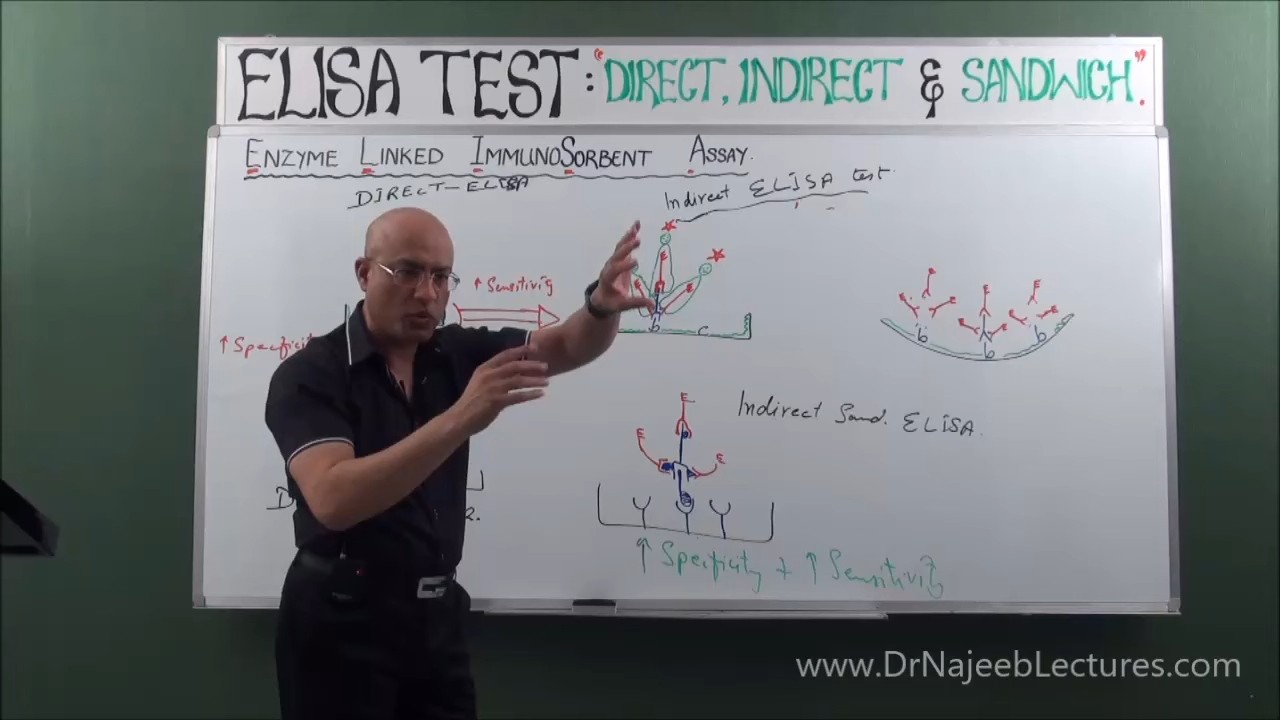 ELISA TEST: "DIRECT, INDIRECT & SANDWICH."
ENZYME LINKED IMMUNOSORBENT ASSAY.
DIRECT-ELISA
Indirect ELISA test
↑ Sensitivity
↑
b c
E
E E
E E
E E E
b b b
E
E E
Indirect Sand. ELISA.
↑ Specificity + ↑ Sensitivity
www.DrNajeebLectures.com